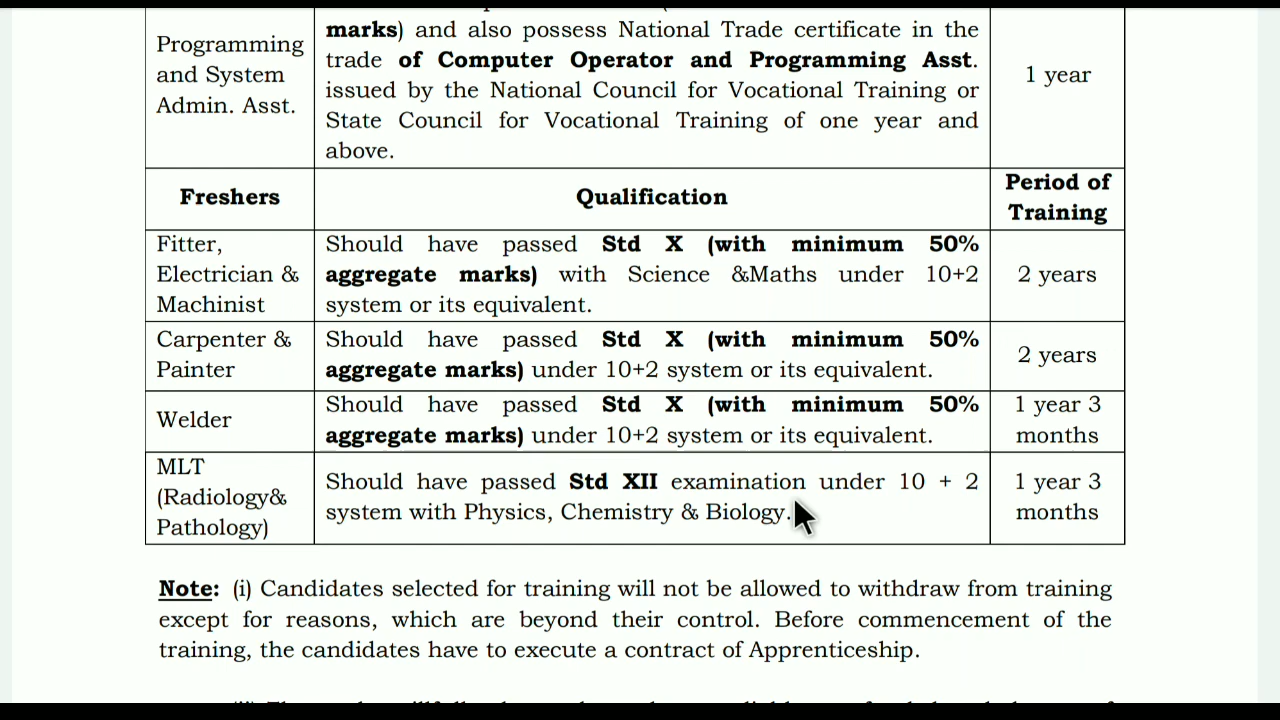 marks) and also possess National Trade certificate in the
Programming
and System
Admin. Asst.
trade of Computer Operator and Programming Asst.
issued by the National Council for Vocational Training or
State Council for Vocational Training of one year and
above.
1 year
Freshers
Qualification
Period of
Training
Fitter,
Electrician &
Machinist
Should have passed Std X (with minimum 50%
aggregate marks) with Science &Maths under 10+2
system or its equivalent.
2 years
Carpenter &
Painter
Should have passed Std X (with minimum 50%
aggregate marks) under 10+2 system or its equivalent.
2 years
Welder
Should have passed Std X (with minimum 50%
aggregate marks) under 10+2 system or its equivalent.
1 year 3
months
MLT
(Radiology&
Pathology)
Should have passed Std XII examination under 10 + 2
system with Physics, Chemistry & Biology.
1 year 3
months
Note: (i) Candidates selected for training will not be allowed to withdraw from training
except for reasons, which are beyond their control. Before commencement of the
training, the candidates have to execute a contract of Apprenticeship.